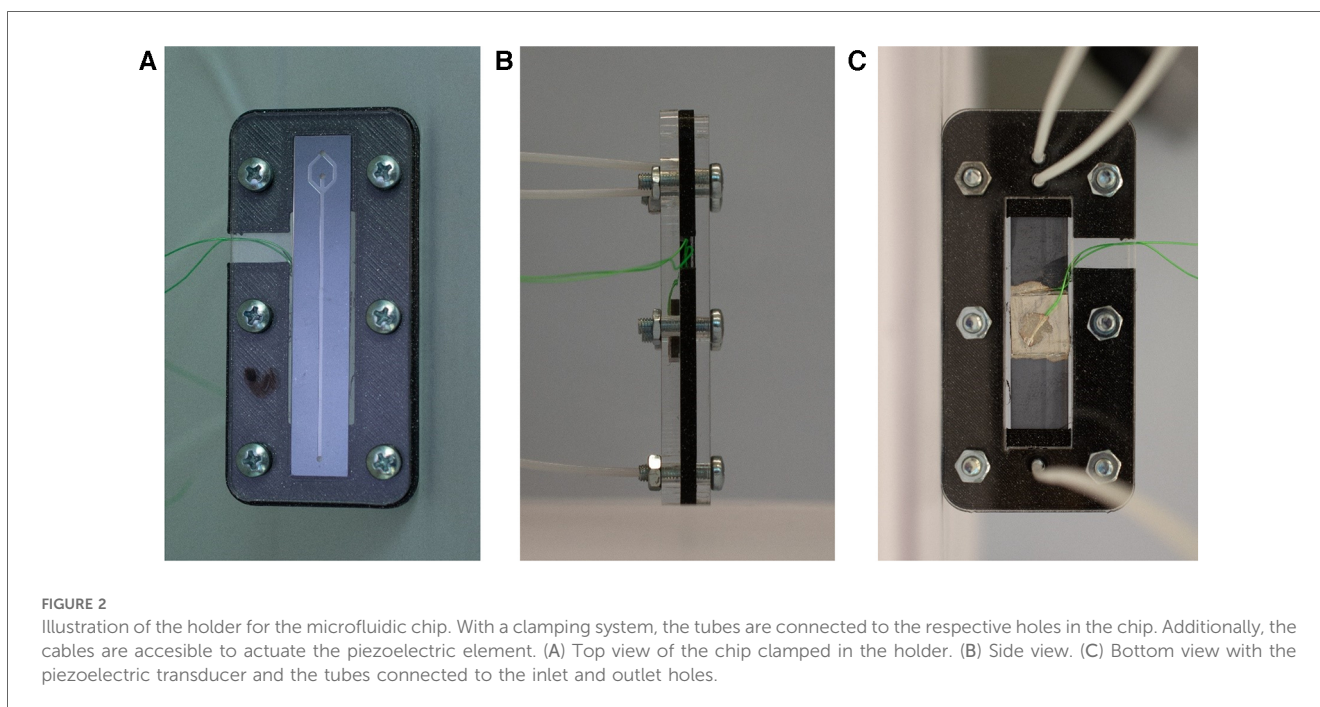 A
B
C
FIGURE 2
Illustration of the holder for the microfluidic chip. With a clamping system, the tubes are connected to the respective holes in the chip. Additionally, the
cables are accesible to actuate the piezoelectric element. (A) Top view of the chip clamped in the holder. (B) Side view. (C) Bottom view with the
piezoelectric transducer and the tubes connected to the inlet and outlet holes.